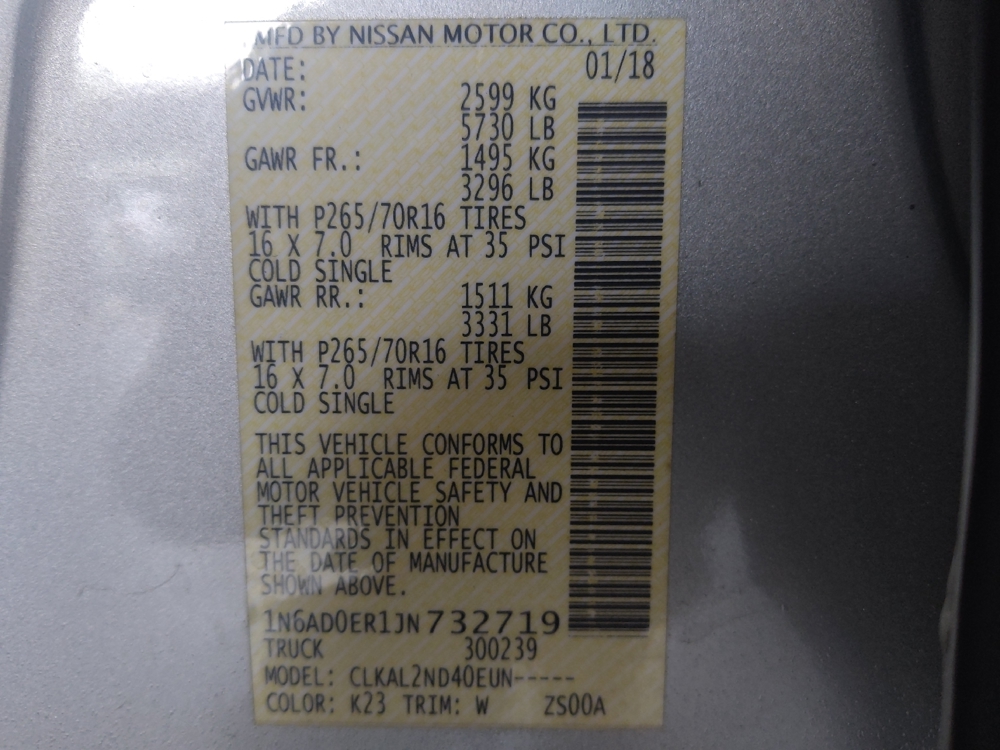 MFD BY NISSAN MOTOR CO., LTD.
DATE: 01/18
GVWR: 2599 KG
5730 LB
GAWR FR.: 1495 KG
3296 LB
WITH P265/70R16 TIRES
16 X 7.0 RIMS AT 35 PSI
COLD SINGLE
GAWR RR.: 1511 KG
3331 LB
WITH P265/70R16 TIRES
16 X 7.0 RIMS AT 35 PSI
COLD SINGLE
THIS VEHICLE CONFORMS TO
ALL APPLICABLE FEDERAL
MOTOR VEHICLE SAFETY AND
THEFT PREVENTION
STANDARDS IN EFFECT ON
THE DATE OF MANUFACTURE
SHOWN ABOVE.
1N6AD0ER1JN732719
TRUCK 300239
MODEL: CLKAL2ND40EUN-----
COLOR: K23 TRIM: W ZS00A